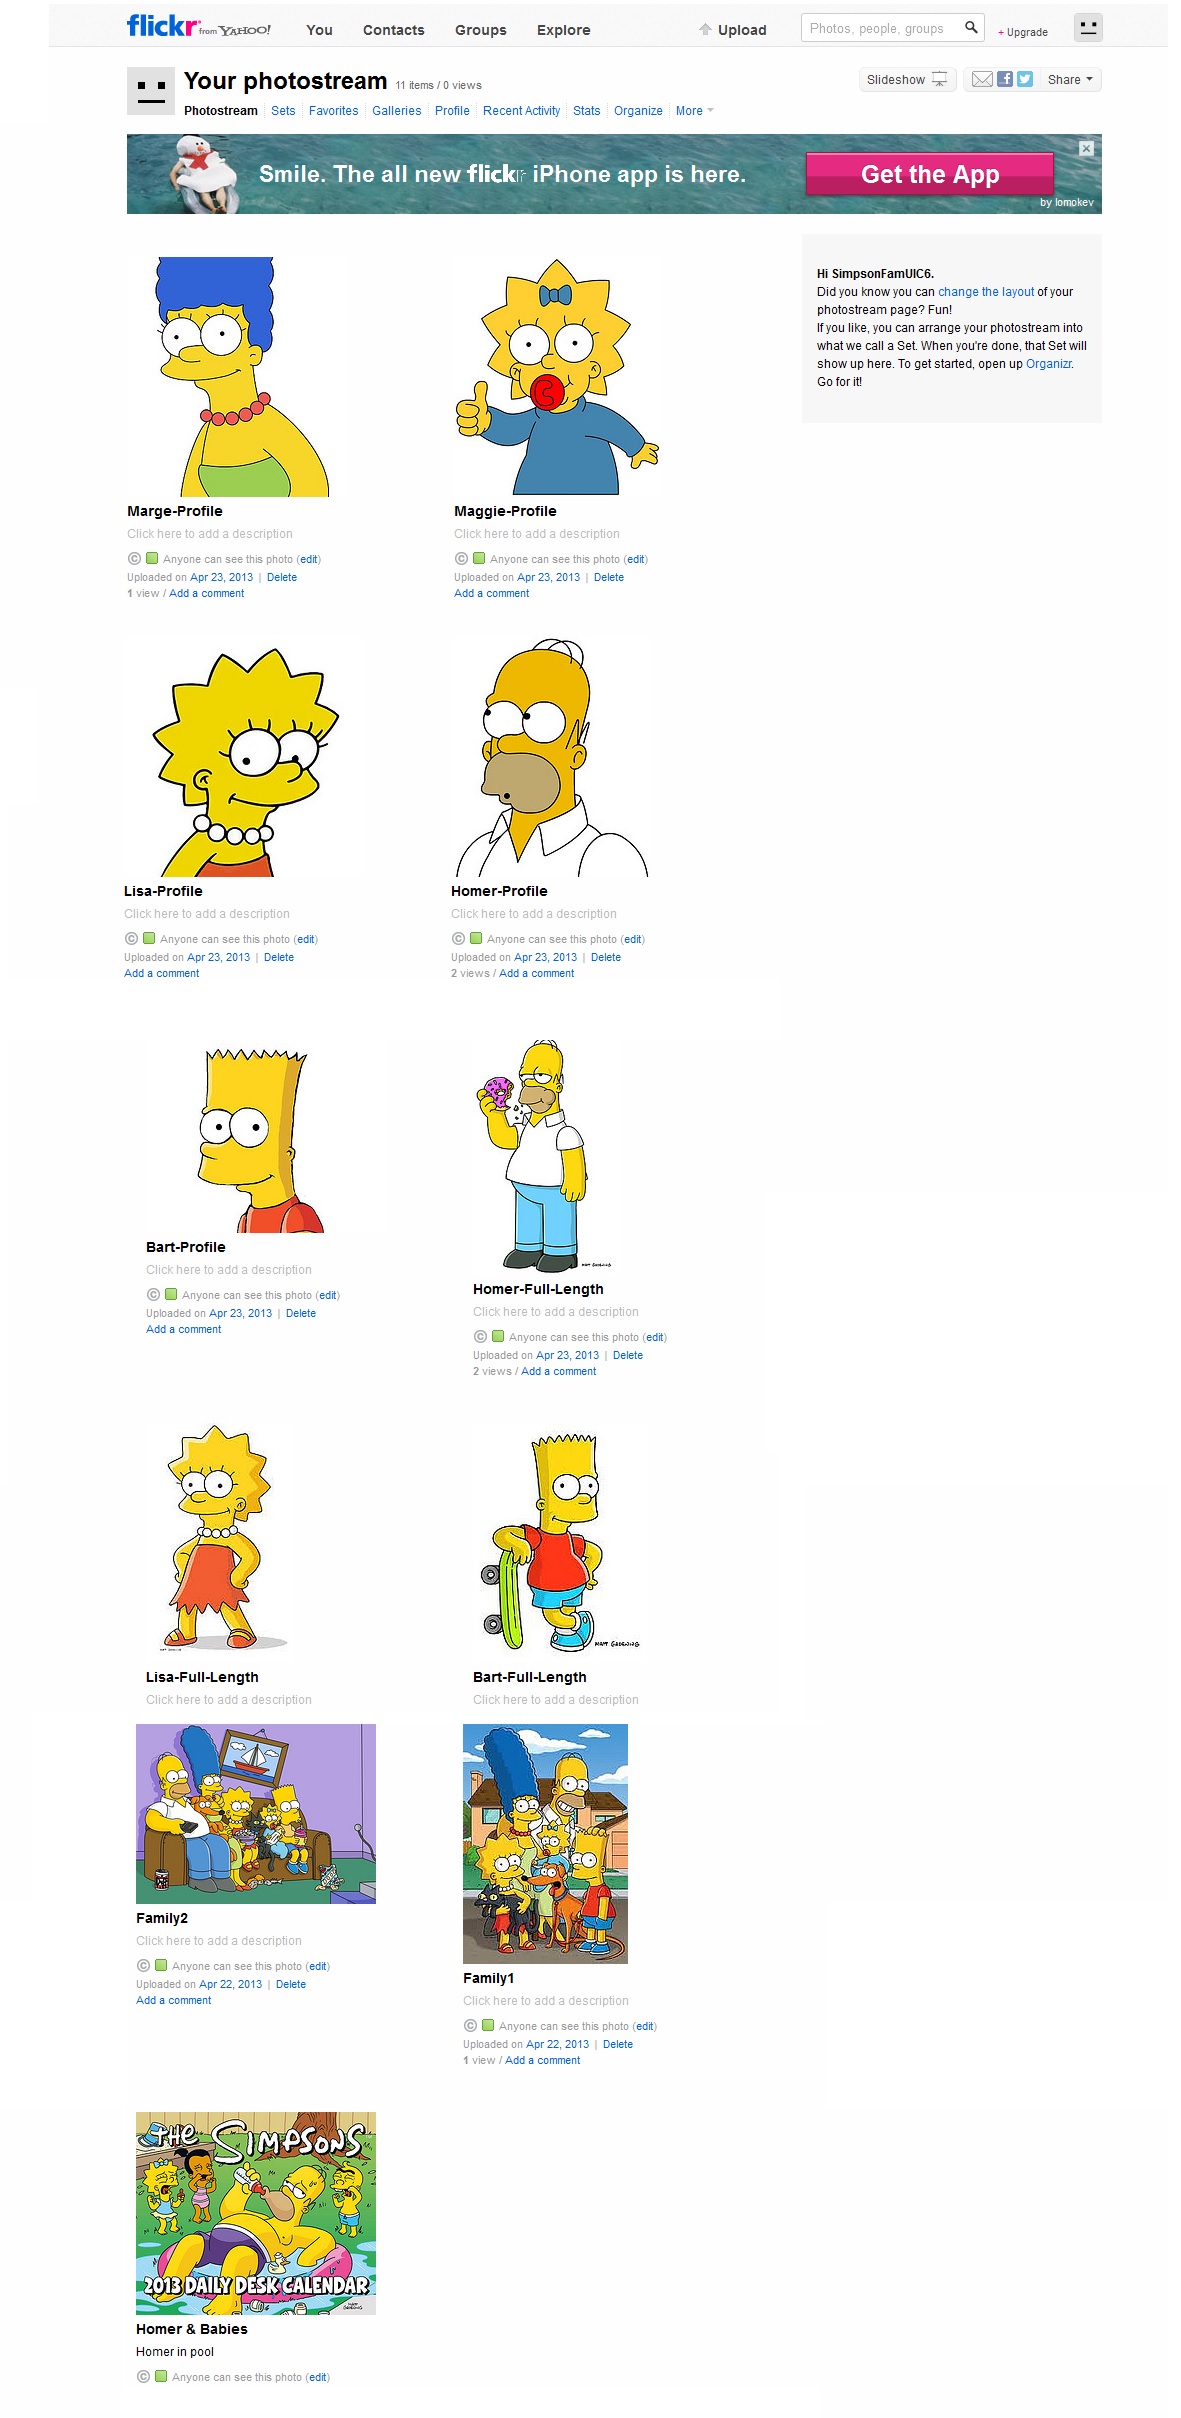 flickr from YAHOO!
You Contacts Groups Explore Upload Photos, people, groups + Upgrade
Your photostream 11 items / 0 views
Slideshow Share
Photostream Sets Favorites Galleries Profile Recent Activity Stats Organize More
Smile. The all new flickr iPhone app is here.
Get the App
by lomokev
Hi SimpsonFamUIC6.
Did you know you can change the layout of your
photostream page? Fun!
If you like, you can arrange your photostream into
what we call a Set. When you're done, that Set will
show up here. To get started, open up Organizr.
Go for it!
Marge-Profile
Click here to add a description
© Anyone can see this photo (edit)
Uploaded on Apr 23, 2013 | Delete
1 view / Add a comment
Maggie-Profile
Click here to add a description
© Anyone can see this photo (edit)
Uploaded on Apr 23, 2013 | Delete
Add a comment
Lisa-Profile
Click here to add a description
© Anyone can see this photo (edit)
Uploaded on Apr 23, 2013 | Delete
Add a comment
Homer-Profile
Click here to add a description
© Anyone can see this photo (edit)
Uploaded on Apr 23, 2013 | Delete
2 views / Add a comment
Bart-Profile
Click here to add a description
© Anyone can see this photo (edit)
Uploaded on Apr 23, 2013 | Delete
Add a comment
MATT GROENING
Homer-Full-Length
Click here to add a description
© Anyone can see this photo (edit)
Uploaded on Apr 23, 2013 | Delete
2 views / Add a comment
MATT GROENING
Lisa-Full-Length
Click here to add a description
MATT GROENING
Bart-Full-Length
Click here to add a description
Family2
Click here to add a description
© Anyone can see this photo (edit)
Uploaded on Apr 22, 2013 | Delete
Add a comment
Family1
Click here to add a description
© Anyone can see this photo (edit)
Uploaded on Apr 22, 2013 | Delete
1 view / Add a comment
THE SIMPSONS
2013 DAILY DESK CALENDAR
MATT GROENING
Homer & Babies
Homer in pool
© Anyone can see this photo (edit)